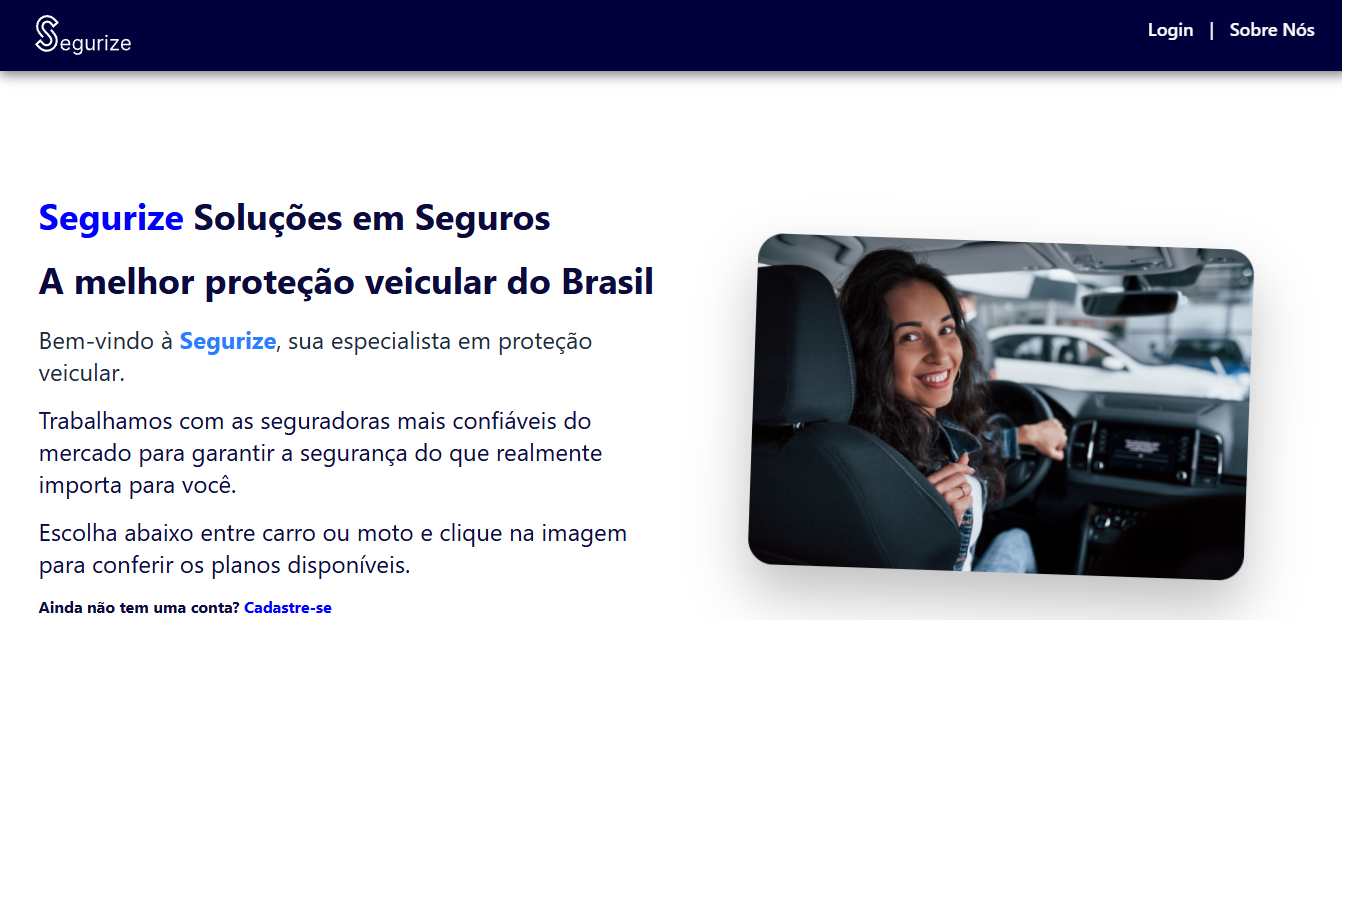 Segurize
Login | Sobre Nós
Segurize Soluções em Seguros
A melhor proteção veicular do Brasil
Bem-vindo à Segurize, sua especialista em proteção
veicular.
Trabalhamos com as seguradoras mais confiáveis do
mercado para garantir a segurança do que realmente
importa para você.
Escolha abaixo entre carro ou moto e clique na imagem
para conferir os planos disponíveis.
Ainda não tem uma conta? Cadastre-se